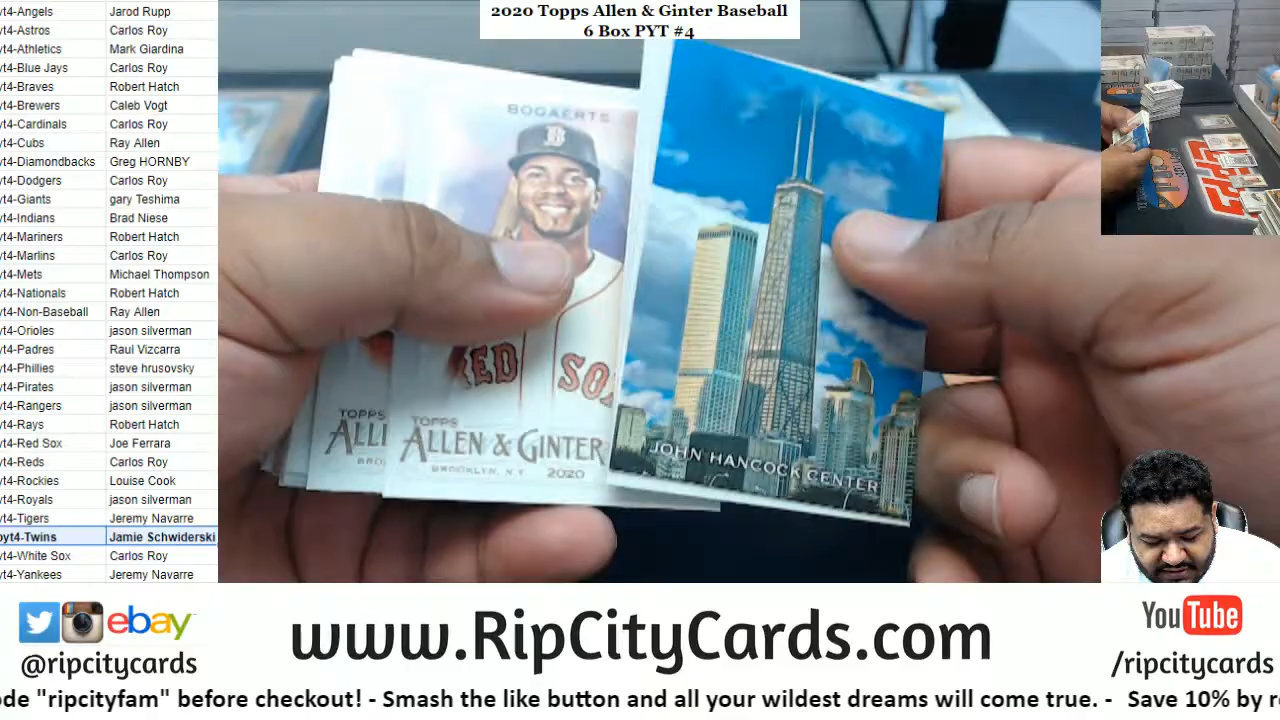 2020 Topps Allen & Ginter Baseball
6 Box PYT #4
yt4-Angels Jarod Rupp
yt4-Astros Carlos Roy
yt4-Athletics Mark Giardina
yt4-Blue Jays Carlos Roy
yt4-Braves Robert Hatch
yt4-Brewers Caleb Vogt
yt4-Cardinals Carlos Roy
yt4-Cubs Ray Allen
yt4-Diamondbacks Greg HORNBY
yt4-Dodgers Carlos Roy
yt4-Giants gary Teshima
yt4-Indians Brad Niese
yt4-Mariners Robert Hatch
yt4-Marlins Carlos Roy
yt4-Mets Michael Thompson
yt4-Nationals Robert Hatch
yt4-Non-Baseball Ray Allen
yt4-Orioles jason silverman
yt4-Padres Raul Vizcarra
yt4-Phillies steve hrusovsky
yt4-Pirates jason silverman
yt4-Rangers jason silverman
yt4-Rays Robert Hatch
yt4-Red Sox Joe Ferrara
yt4-Reds Carlos Roy
yt4-Rockies Louise Cook
yt4-Royals jason silverman
yt4-Tigers Jeremy Navarre
pyt4-Twins Jamie Schwiderski
yt4-White Sox Carlos Roy
yt4-Yankees Jeremy Navarre
BOGAERTS
B
RED SO
TOPPS
ALLI
BRO
TOPPS
ALLEN & GINTER
BROOKLYN, N.Y. 2020
JOHN HANCOCK CENTER
ebay
@ripcitycards
www.RipCityCards.com
YouTube
/ripcitycards
ode "ripcityfam" before checkout! - Smash the like button and all your wildest dreams will come true. - Save 10% by r